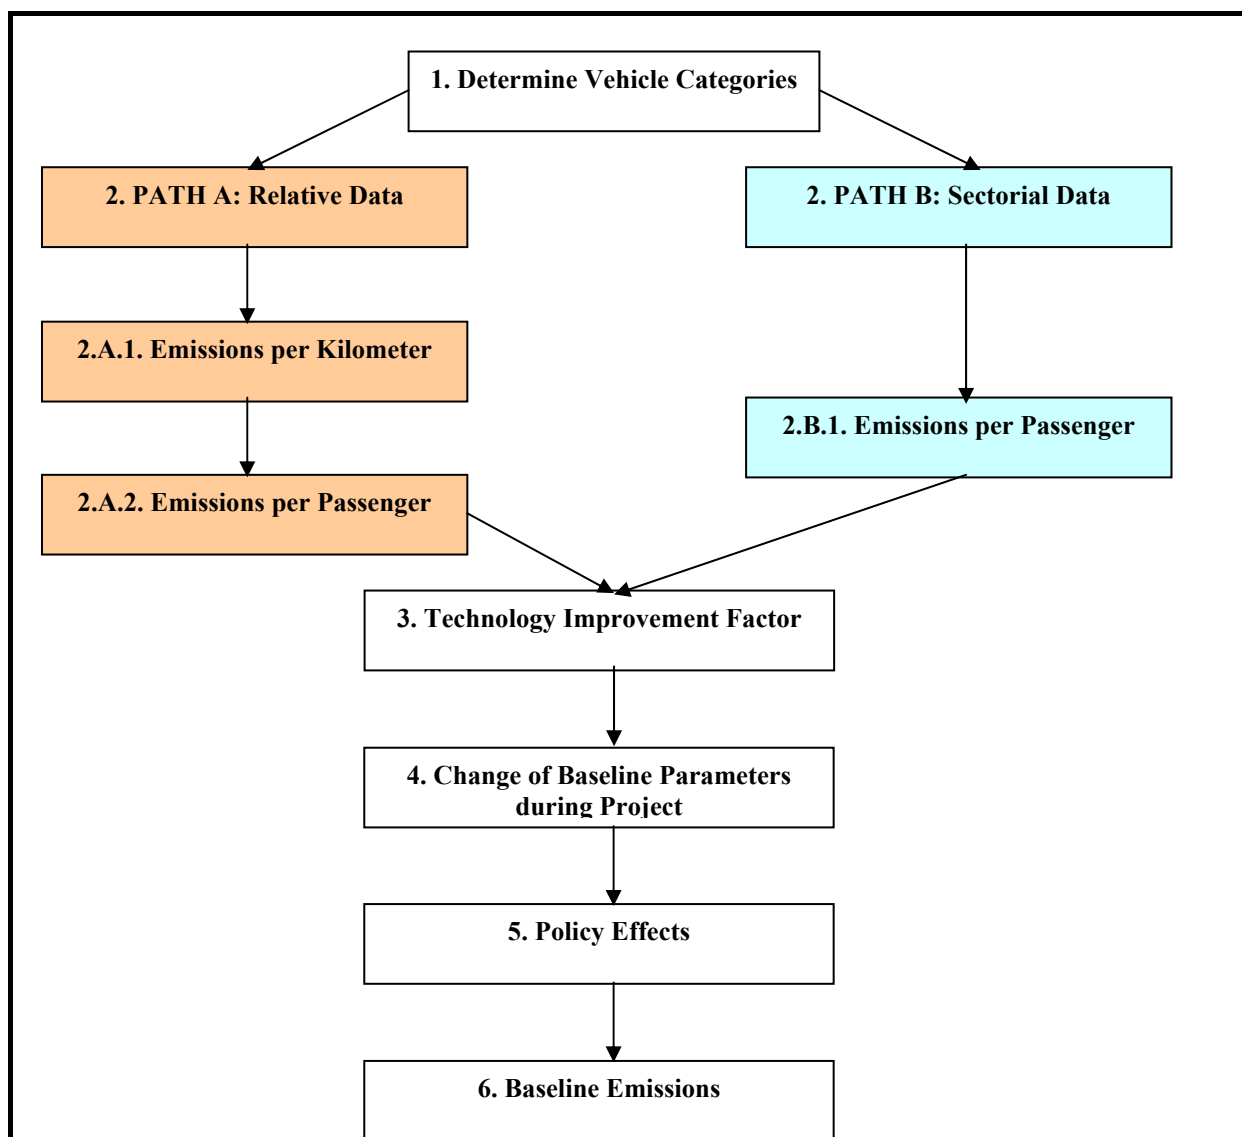 1. Determine Vehicle Categories
2. PATH A: Relative Data
2. PATH B: Sectorial Data
2.A.1. Emissions per Kilometer
2.B.1. Emissions per Passenger
2.A.2. Emissions per Passenger
3. Technology Improvement Factor
4. Change of Baseline Parameters
during Project
5. Policy Effects
6. Baseline Emissions